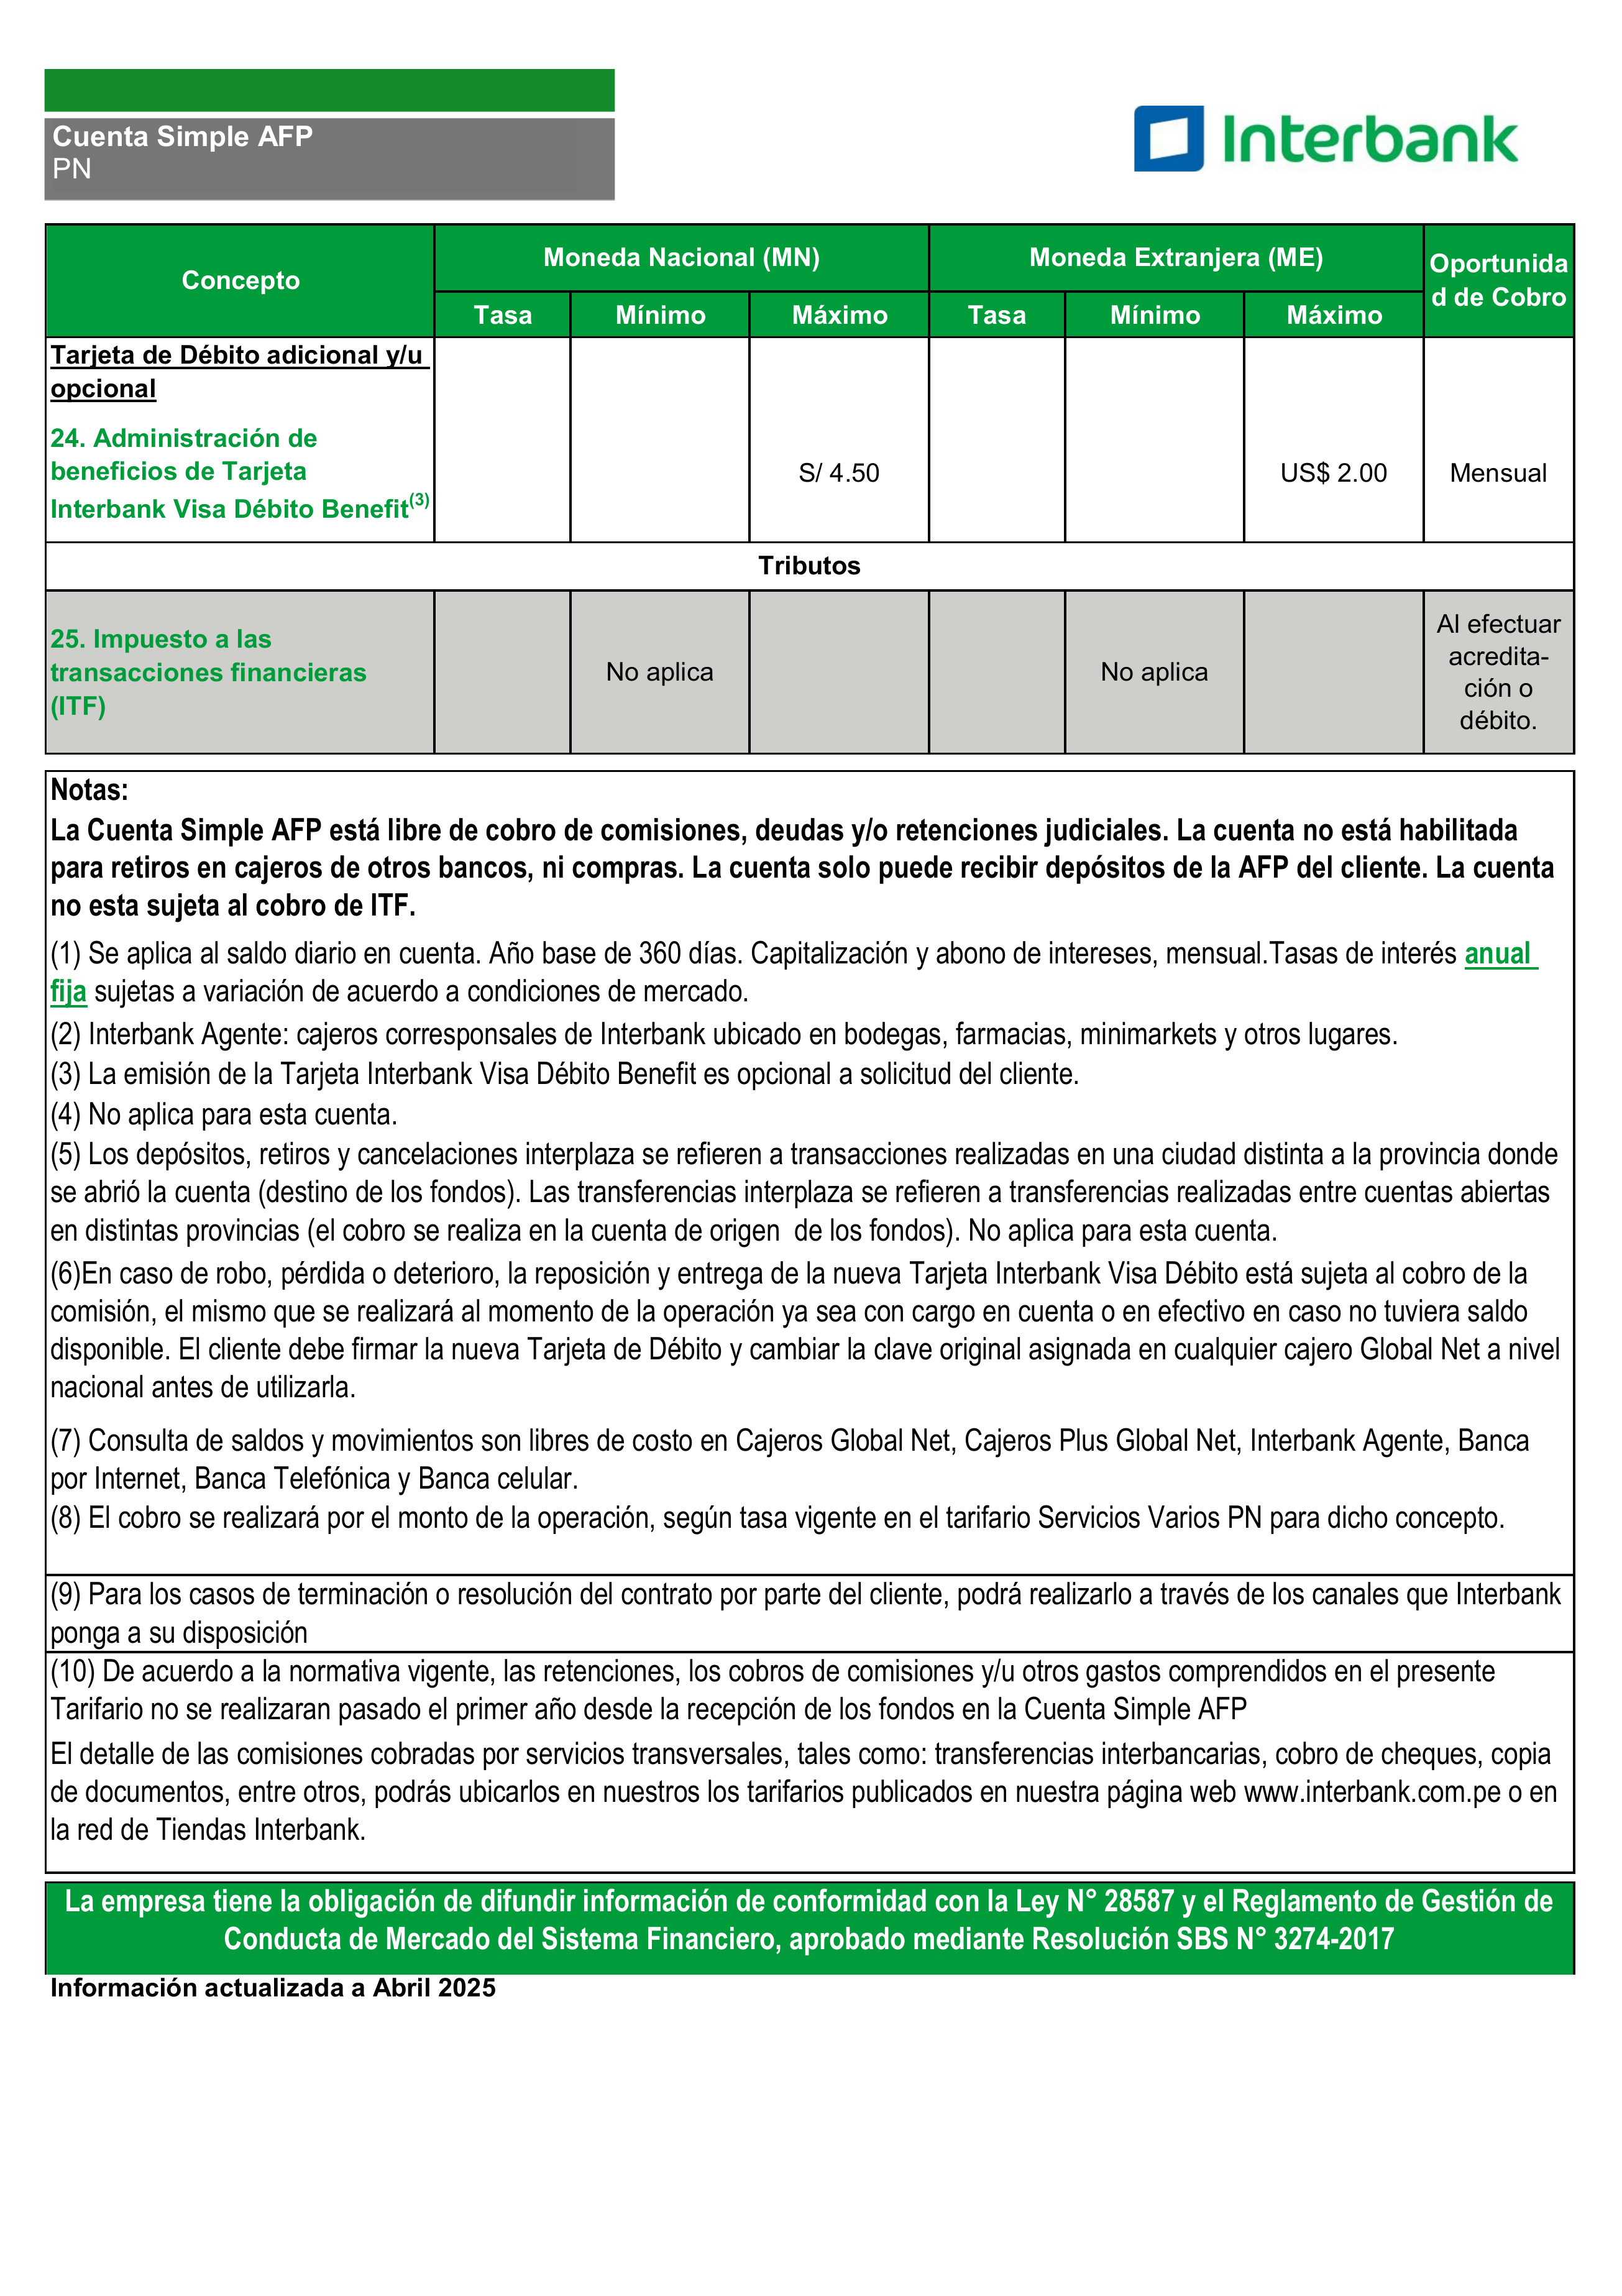 Cuenta Simple AFP
PN
Interbank
Concepto
Moneda Nacional (MN)
Moneda Extranjera (ME)
Oportunida
d de Cobro
Tasa
Mínimo
Máximo
Tasa
Mínimo
Máximo
Tarjeta de Débito adicional y/u
opcional
24. Administración de
beneficios de Tarjeta
Interbank Visa Débito Benefit(3)
S/ 4.50
US$ 2.00
Mensual
Tributos
25. Impuesto a las
transacciones financieras
(ITF)
No aplica
No aplica
Al efectuar
acredita-
ción o
débito.
Notas:
La Cuenta Simple AFP está libre de cobro de comisiones, deudas y/o retenciones judiciales. La cuenta no está habilitada
para retiros en cajeros de otros bancos, ni compras. La cuenta solo puede recibir depósitos de la AFP del cliente. La cuenta
no esta sujeta al cobro de ITF.
(1) Se aplica al saldo diario en cuenta. Año base de 360 días. Capitalización y abono de intereses, mensual.Tasas de interés anual
fija sujetas a variación de acuerdo a condiciones de mercado.
(2) Interbank Agente: cajeros corresponsales de Interbank ubicado en bodegas, farmacias, minimarkets y otros lugares.
(3) La emisión de la Tarjeta Interbank Visa Débito Benefit es opcional a solicitud del cliente.
(4) No aplica para esta cuenta.
(5) Los depósitos, retiros y cancelaciones interplaza se refieren a transacciones realizadas en una ciudad distinta a la provincia donde
se abrió la cuenta (destino de los fondos). Las transferencias interplaza se refieren a transferencias realizadas entre cuentas abiertas
en distintas provincias (el cobro se realiza en la cuenta de origen  de los fondos). No aplica para esta cuenta.
(6)En caso de robo, pérdida o deterioro, la reposición y entrega de la nueva Tarjeta Interbank Visa Débito está sujeta al cobro de la
comisión, el mismo que se realizará al momento de la operación ya sea con cargo en cuenta o en efectivo en caso no tuviera saldo
disponible. El cliente debe firmar la nueva Tarjeta de Débito y cambiar la clave original asignada en cualquier cajero Global Net a nivel
nacional antes de utilizarla.
(7) Consulta de saldos y movimientos son libres de costo en Cajeros Global Net, Cajeros Plus Global Net, Interbank Agente, Banca
por Internet, Banca Telefónica y Banca celular.
(8) El cobro se realizará por el monto de la operación, según tasa vigente en el tarifario Servicios Varios PN para dicho concepto.
(9) Para los casos de terminación o resolución del contrato por parte del cliente, podrá realizarlo a través de los canales que Interbank
ponga a su disposición
(10) De acuerdo a la normativa vigente, las retenciones, los cobros de comisiones y/u otros gastos comprendidos en el presente
Tarifario no se realizaran pasado el primer año desde la recepción de los fondos en la Cuenta Simple AFP
El detalle de las comisiones cobradas por servicios transversales, tales como: transferencias interbancarias, cobro de cheques, copia
de documentos, entre otros, podrás ubicarlos en nuestros los tarifarios publicados en nuestra página web www.interbank.com.pe o en
la red de Tiendas Interbank.
La empresa tiene la obligación de difundir información de conformidad con la Ley N° 28587 y el Reglamento de Gestión de
Conducta de Mercado del Sistema Financiero, aprobado mediante Resolución SBS N° 3274-2017
Información actualizada a Abril 2025